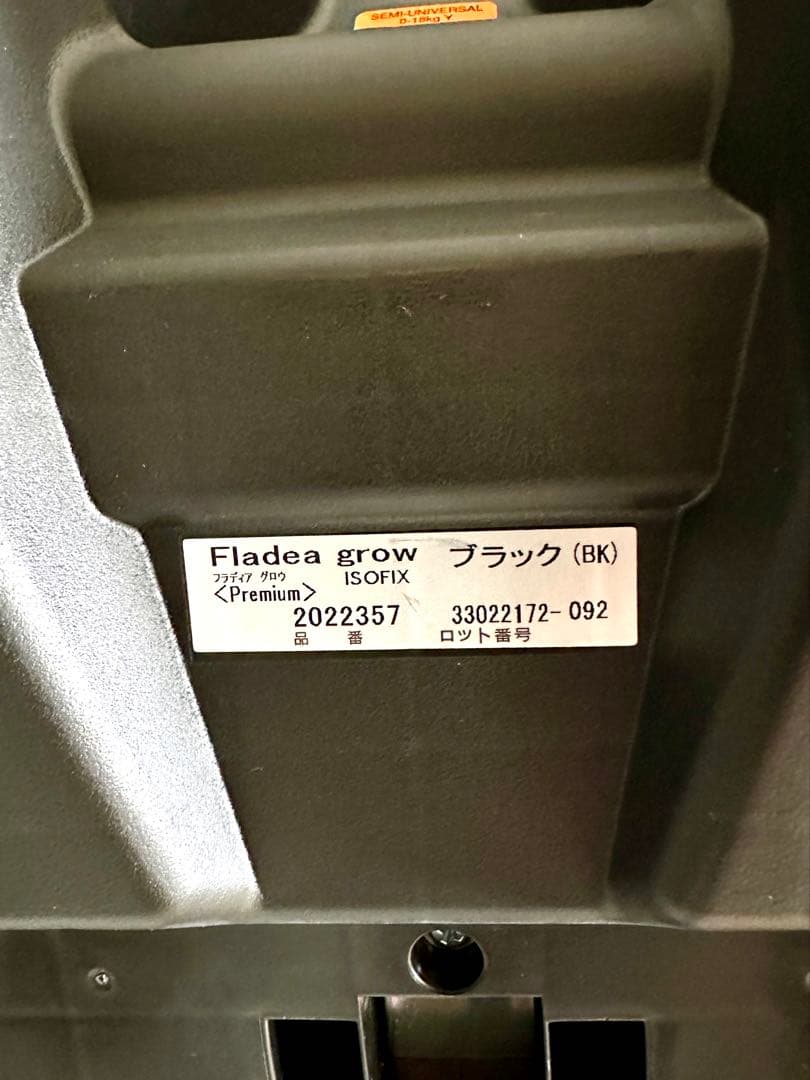 SEMI-UNIVERSAL
0-18kg Y
Fladea grow ブラック(BK)
フラディア グロウ ISOFIX
<Premium>
2022357 33022172-092
品 番 ロット番号